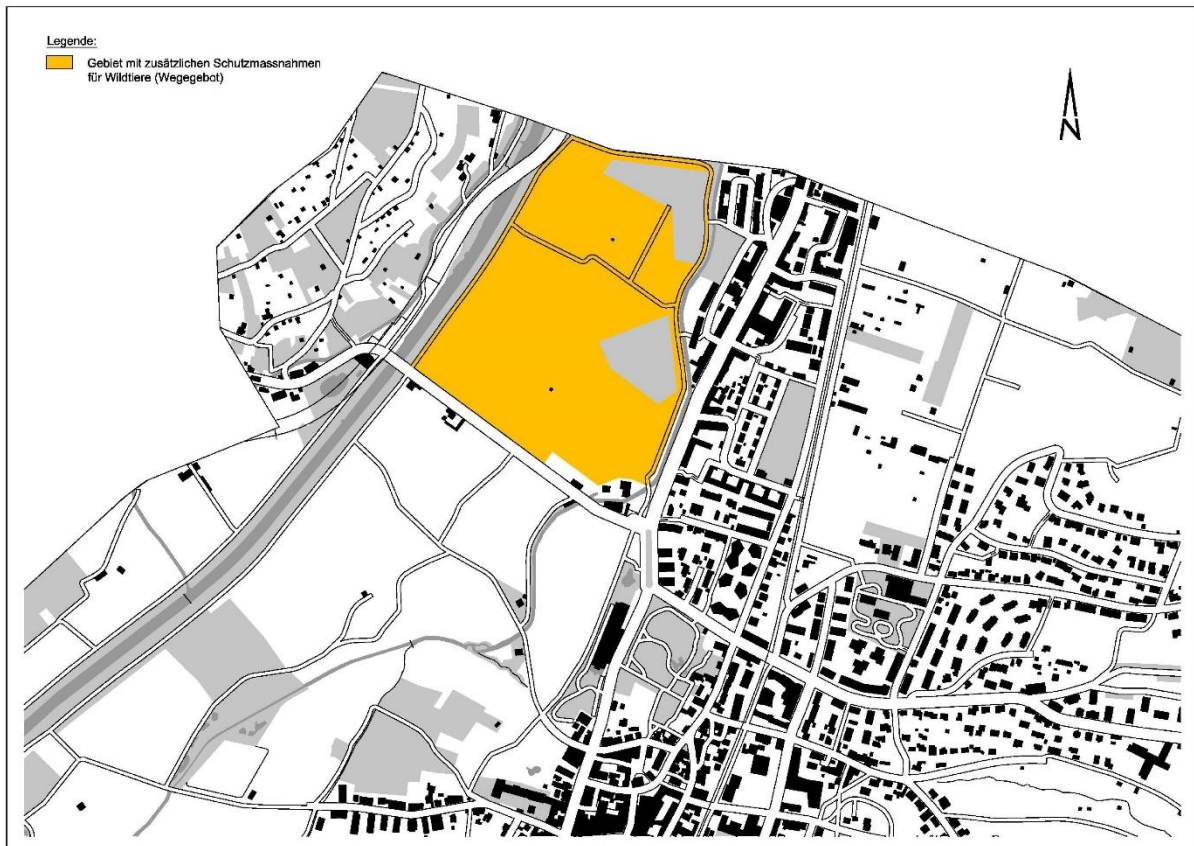 Legende:
Gebiet mit zusätzlichen Schutzmassnahmen
für Wildtiere (Wegegebot)
N